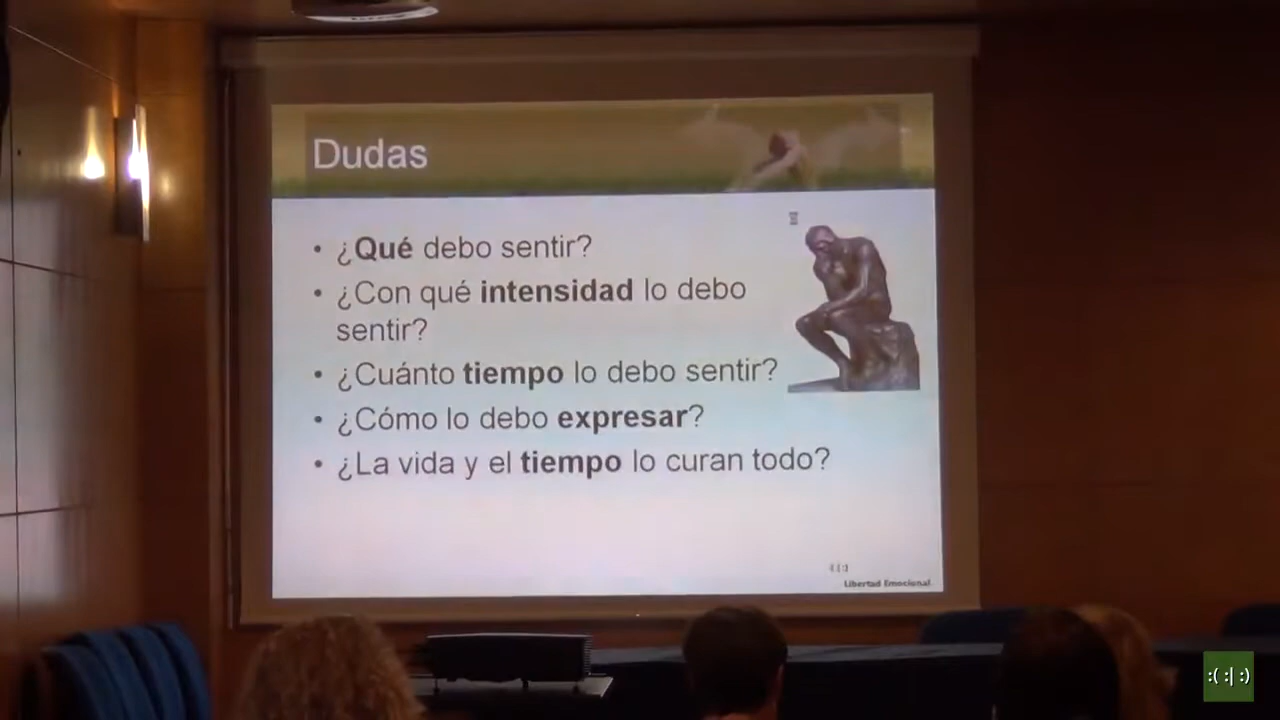 Dudas
• ¿Qué debo sentir?
• ¿Con qué intensidad lo debo
sentir?
• ¿Cuánto tiempo lo debo sentir?
• ¿Cómo lo debo expresar?
• ¿La vida y el tiempo lo curan todo?
Libertad Emocional
:( :| :)